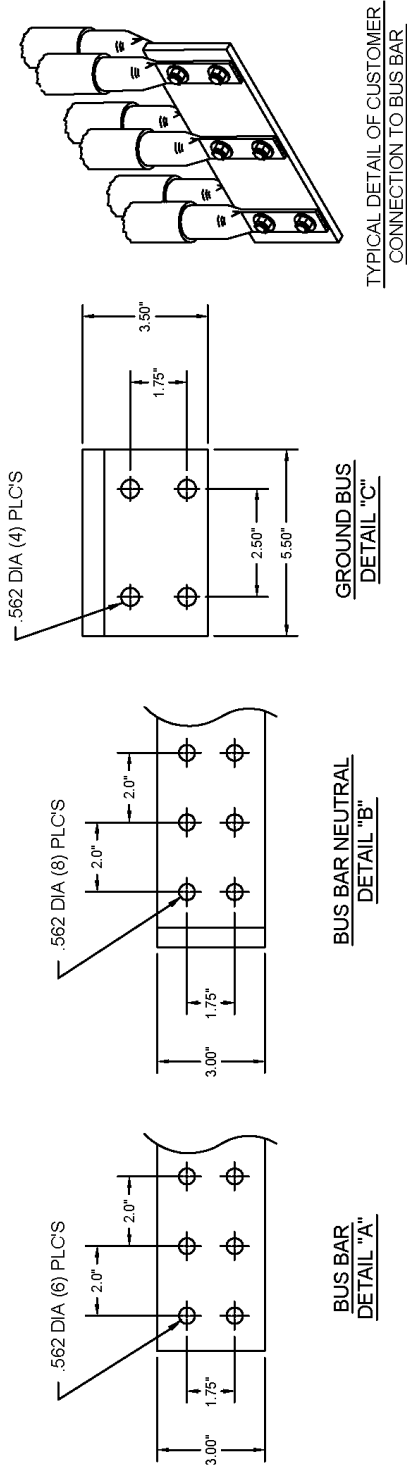 .562 DIA (6) PLC'S
2.0"
2.0"
1.75"
3.00"
BUS BAR
DETAIL "A"
.562 DIA (8) PLC'S
2.0"
2.0"
1.75"
3.00"
BUS BAR NEUTRAL
DETAIL "B"
.562 DIA (4) PLC'S
1.75"
3.50"
2.50"
5.50"
GROUND BUS
DETAIL "C"
TYPICAL DETAIL OF CUSTOMER
CONNECTION TO BUS BAR